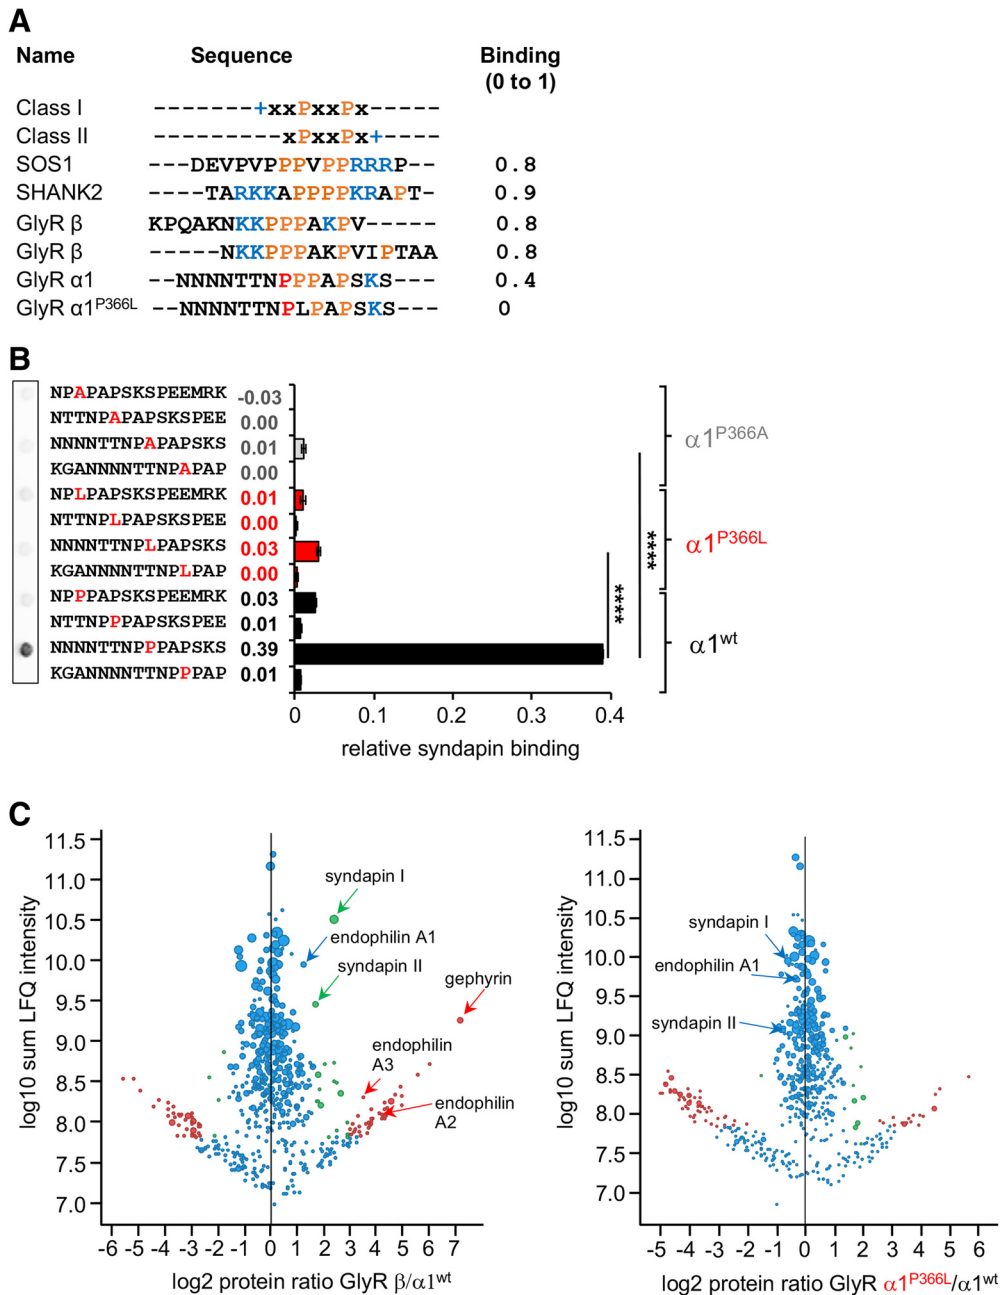 A
Name Sequence Binding
(0 to 1)
Class I --------+xxPxxPx-----
Class II ----------xPxxPx+----
SOS1 ---DEVPVPPPVPPRRRP--- 0.8
SHANK2 ----TARKKAPPPPKRAPT- 0.9
GlyR β KPQAKNKKPPPAKPV------ 0.8
GlyR β -----NKKPPPAKPVIPTAA 0.8
GlyR α1 --NNNNTTNPPPAPSKS--- 0.4
GlyR α1P366L --NNNNTTNPLPAPSKS--- 0
B
NPAPAPSKSPEEMRK -0.03
NTTNPAPAPSKSPEE 0.00
NNNNTTNPAPAPSKS 0.01
KGANNNNTTNPAPAP 0.00
α1P366A
NPLPAPSKSPEEMRK 0.01
NTTNPLPAPSKSPEE 0.00
NNNNTTNPLPAPSKS 0.03
KGANNNNTTNPLPAP 0.00
α1P366L
NPPPAPSKSPEEMRK 0.03
NTTNPPPAPSKSPEE 0.01
NNNNTTNPPPAPSKS 0.39
KGANNNNTTNPPPAP 0.01
α1wt
****
****
0 0.1 0.2 0.3 0.4
relative syndapin binding
C
log10 sum LFQ intensity
11.5
11.0
10.5
10.0
9.5
9.0
8.5
8.0
7.5
7.0
syndapin I
endophilin A1
syndapin II
gephyrin
endophilin
A3
endophilin
A2
-6 -5 -4 -3 -2 -1 0 1 2 3 4 5 6 7
log2 protein ratio GlyR β/α1wt
log10 sum LFQ intensity
11.5
11.0
10.5
10.0
9.5
9.0
8.5
8.0
7.5
7.0
syndapin I
endophilin A1
syndapin II
-5 -4 -3 -2 -1 0 1 2 3 4 5 6
log2 protein ratio GlyR α1P366L/α1wt